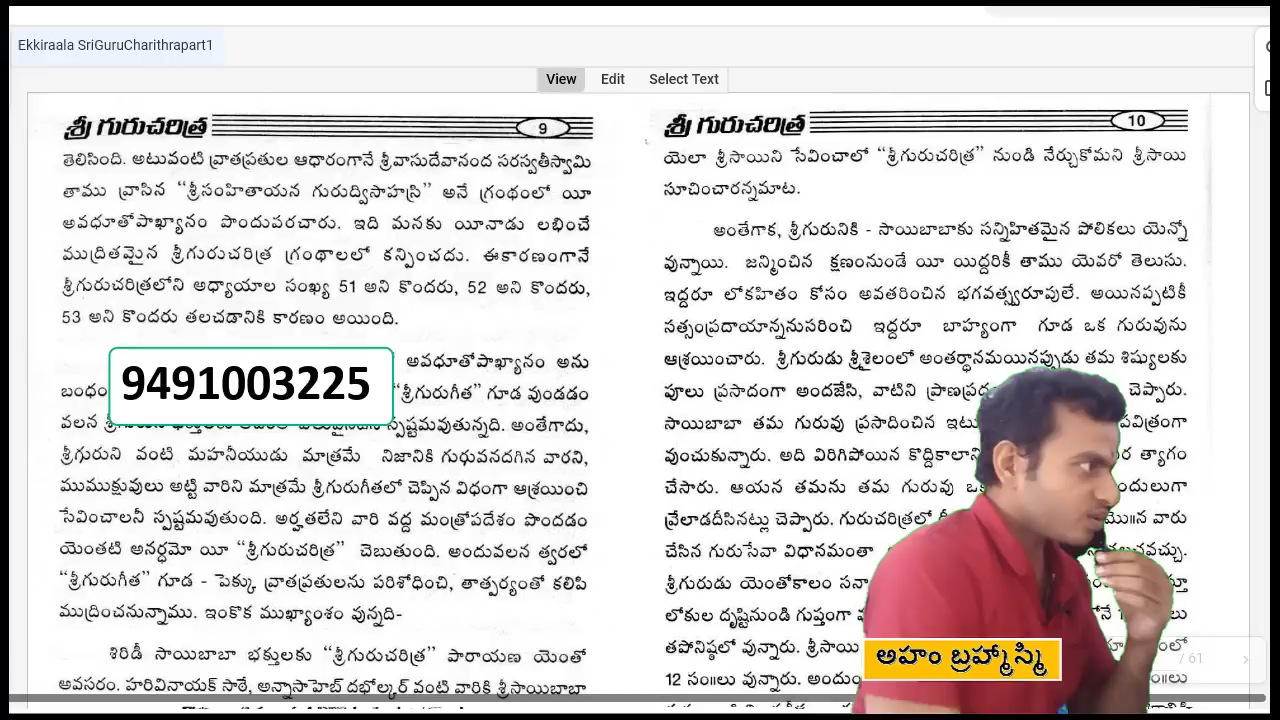 Ekkiraala SriGuruCharithrapart1
View Edit Select Text
శ్రీ గురుచరిత్ర 9
తెలిసింది. అటువంటి వ్రాతప్రతుల ఆధారంగానే శ్రీవాసుదేవానంద సరస్వతీస్వామి
తాము వ్రాసిన “శ్రీసంహితాయన గురుద్విసాహస్రి” అనే గ్రంథంలో యీ
అవధూతోపాఖ్యానం పొందుపరచారు. ఇది మనకు యీనాడు లభించే
ముద్రితమైన శ్రీగురుచరిత్ర గ్రంథాలలో కన్పించదు. ఈకారణంగానే
శ్రీగురుచరిత్రలోని అధ్యాయాల సంఖ్య 51 అని కొందరు, 52 అని కొందరు,
53 అని కొందరు తలచడానికి కారణం అయింది.
అవధూతోపాఖ్యానం అను
9491003225
“శ్రీగురుగీత” గూడ వుండడం
వలన స్పష్టమవుతున్నది. అంతేగాదు,
శ్రీగురుని వంటి మహనీయుడు మాత్రమే నిజానికి గురువనదగిన వారని,
ముముక్షువులు అట్టి వారిని మాత్రమే శ్రీగురుగీతలో చెప్పిన విధంగా ఆశ్రయించి
సేవించాలనీ స్పష్టమవుతుంది. అర్హతలేని వారి వద్ద మంత్రోపదేశం పొందడం
యెంతటి అనర్థమో యీ “శ్రీగురుచరిత్ర” చెబుతుంది. అందువలన త్వరలో
“శ్రీగురుగీత” గూడ - పెక్కు వ్రాతప్రతులను పరిశోధించి, తాత్పర్యంతో కలిపి
ముద్రించనున్నాము. ఇంకొక ముఖ్యాంశం వున్నది-
శిరిడీ సాయిబాబా భక్తులకు “శ్రీగురుచరిత్ర” పారాయణ యెంతో
అవసరం. హరివినాయక్ సాఠే, అన్నాసాహెబ్ దభోల్కర్ వంటి వారికి శ్రీసాయిబాబా
శ్రీ గురుచరిత్ర 10
యెలా శ్రీసాయిని సేవించాలో “శ్రీగురుచరిత్ర” నుండి నేర్చుకోమని శ్రీసాయి
సూచించారన్నమాట.
అంతేగాక, శ్రీగురునికి - సాయిబాబాకు సన్నిహితమైన పోలికలు యెన్నో
వున్నాయి. జన్మించిన క్షణంనుండే యీ యిద్దరికీ తాము యెవరో తెలుసు.
ఇద్దరూ లోకహితం కోసం అవతరించిన భగవత్స్వరూపులే. అయినప్పటికీ
సత్సంప్రదాయాన్ననుసరించి ఇద్దరూ బాహ్యంగా గూడ ఒక గురువును
ఆశ్రయించారు. శ్రీగురుడు శ్రీశైలంలో అంతర్థానమయినప్పుడు తమ శిష్యులకు
పూలు ప్రసాదంగా అందజేసి, వాటిని చెప్పారు.
సాయిబాబా తమ గురువు ప్రసాదించిన
వుంచుకున్నారు. అది విరిగిపోయిన త్యాగం
చేసారు. ఆయన తమను తమ గురువు
వ్రేలాడదీసినట్లు చెప్పారు. గురుచరిత్రలో వారు
చేసిన గురుసేవా విధానమంతా
శ్రీగురుడు యెంతకాలం
లోకుల దృష్టినుండి గుప్తంగా
తపోనిష్ఠలో వున్నారు. శ్రీసాయి
12 సం॥లు వున్నారు.
అహం బ్రహ్మాస్మి
/ 61